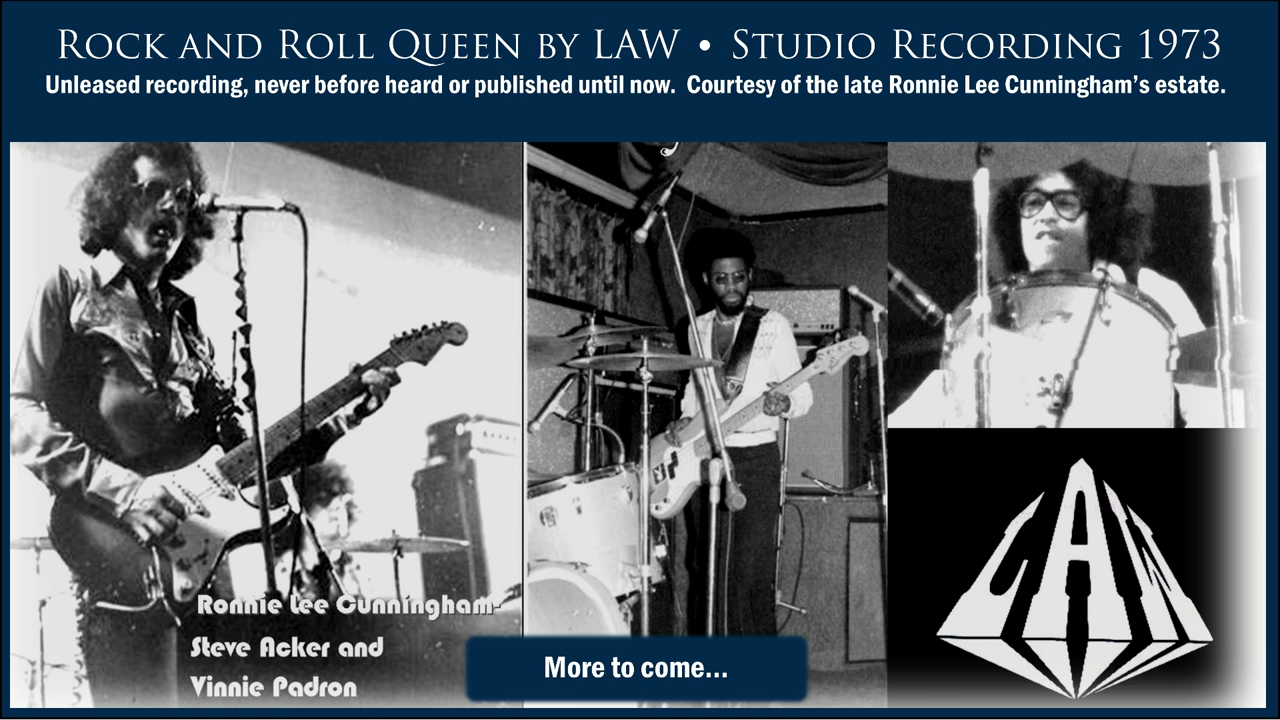 ROCK AND ROLL QUEEN BY LAW • STUDIO RECORDING 1973
Unleased recording, never before heard or published until now. Courtesy of the late Ronnie Lee Cunningham's estate.
Ronnie Lee Cunningham-
Steve Acker and
Vinnie Padron
More to come...
LAW